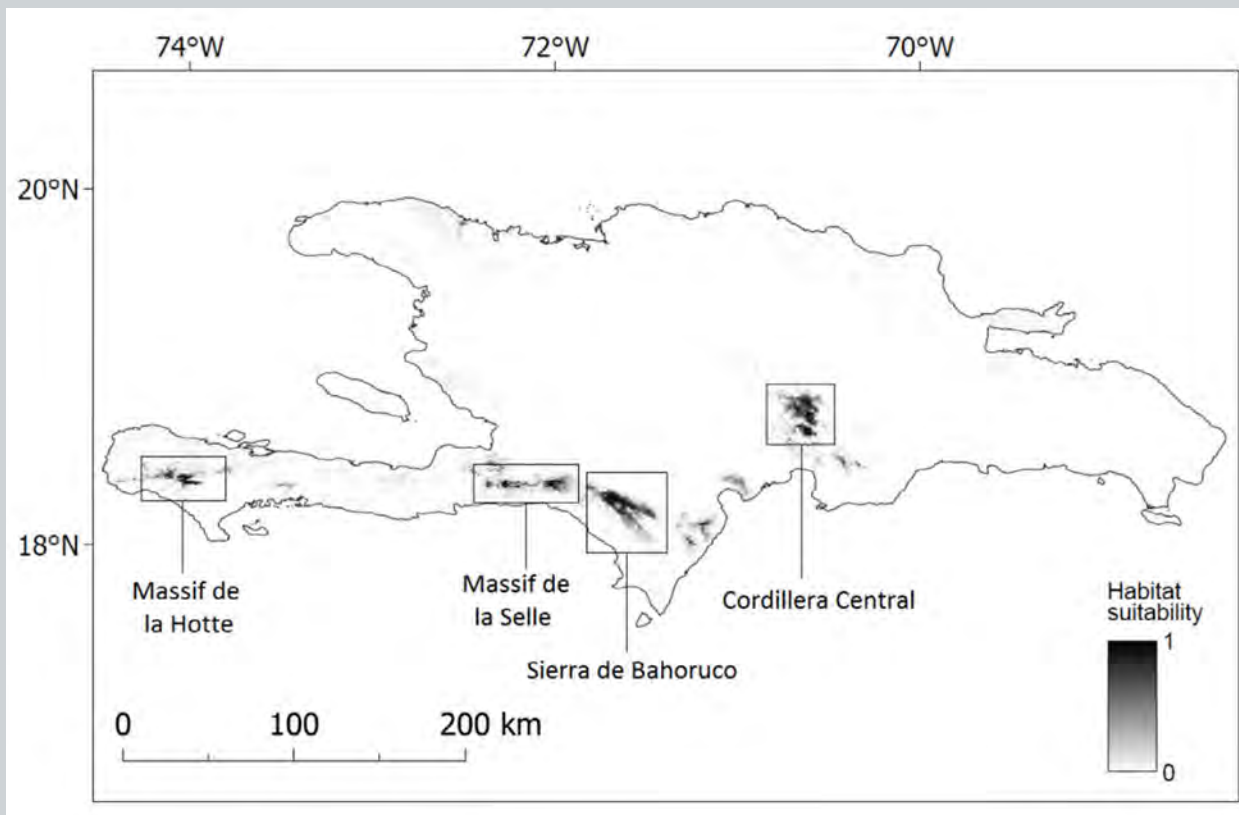 74°W
72°W
70°W
20°N
18°N
Massif de
la Hotte
Massif de
la Selle
Sierra de Bahoruco
Cordillera Central
Habitat
suitability
1
0
0
100
200 km